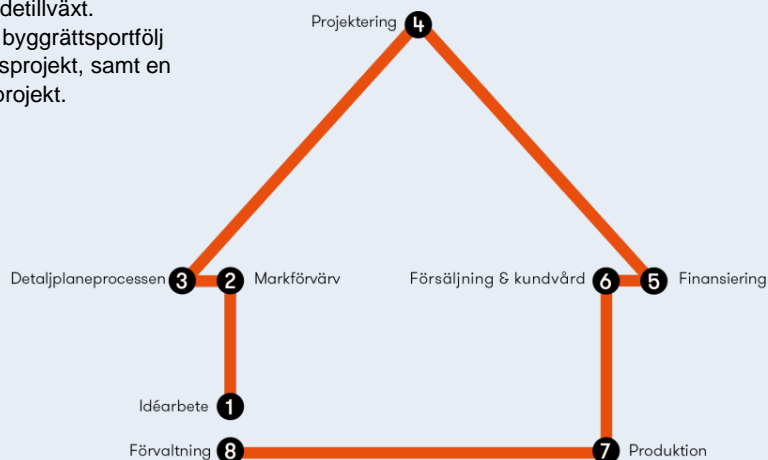 detillväxt.
byggrättsportfölj
sprojekt, samt en
projekt.
Projektering 4
Detaljplaneprocessen 3 2 Markförvärv
Försäljning & kundvård 6 5 Finansiering
Idéarbete 1
Förvaltning 8
7 Produktion